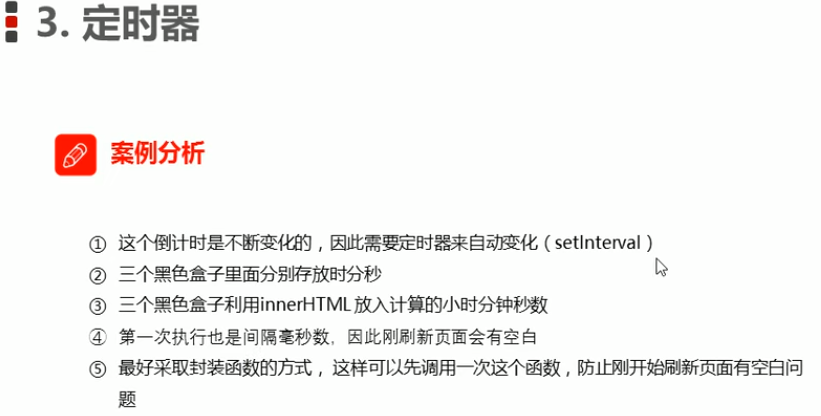 3. 定时器
案例分析
① 这个倒计时是不断变化的，因此需要定时器来自动变化（setInterval）
② 三个黑色盒子里面分别存放时分秒
③ 三个黑色盒子利用innerHTML 放入计算的小时分钟秒数
④ 第一次执行也是间隔毫秒数，因此刚刷新页面会有空白
⑤ 最好采取封装函数的方式，这样可以先调用一次这个函数，防止刚开始刷新页面有空白问
题